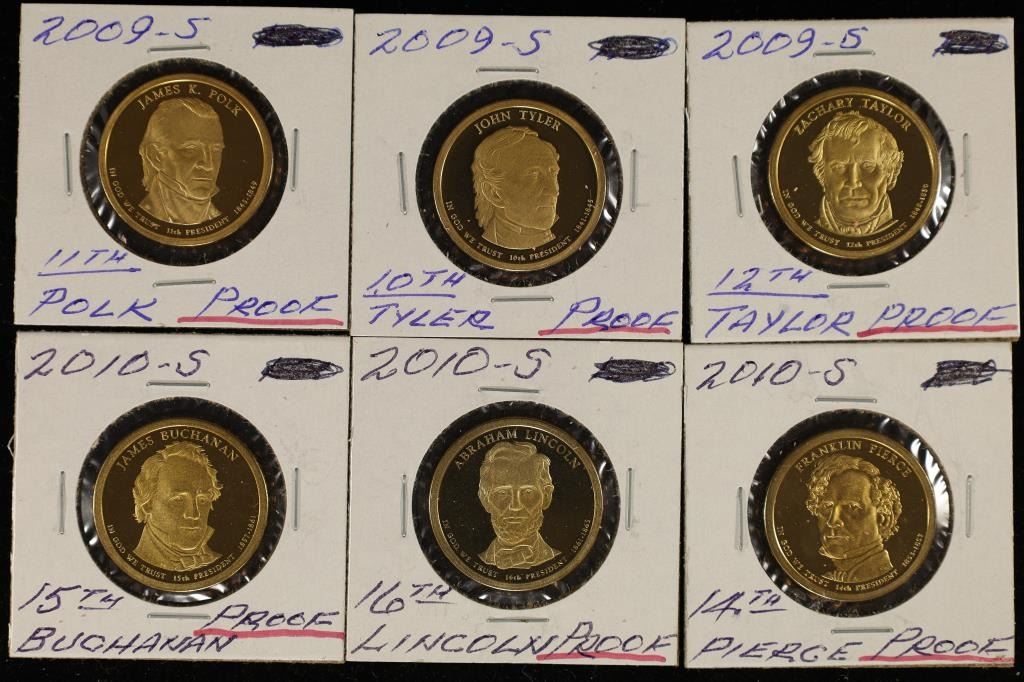 2009-S
JAMES K. POLK
IN GOD WE TRUST 11th PRESIDENT 1845-1849
11TH
POLK PROOF
2009-S
JOHN TYLER
IN GOD WE TRUST 10th PRESIDENT 1841-1845
10TH
TYLER PROOF
2009-S
ZACHARY TAYLOR
IN GOD WE TRUST 12th PRESIDENT 1849-1850
12TH
TAYLOR PROOF
2010-S
JAMES BUCHANAN
IN GOD WE TRUST 15th PRESIDENT 1857-1861
15TH
PROOF
BUCHANAN
2010-S
ABRAHAM LINCOLN
IN GOD WE TRUST 16th PRESIDENT 1861-1865
16TH
LINCOLN PROOF
2010-S
FRANKLIN PIERCE
IN GOD WE TRUST 14th PRESIDENT 1853-1857
14TH
PIERCE PROOF